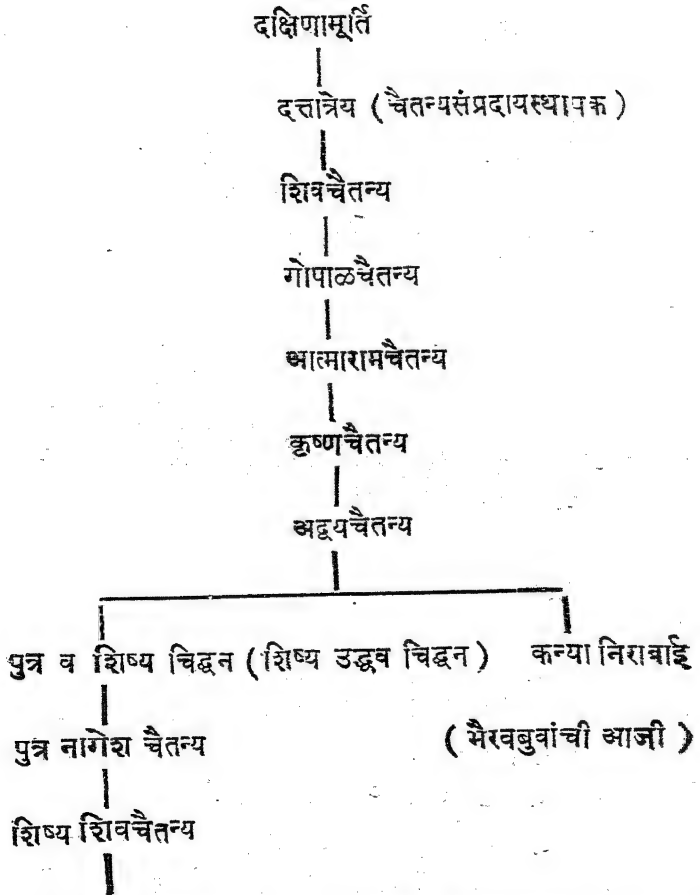 दक्षिणामूर्ति
दत्तात्रेय (चैतन्यसंप्रदायस्थापक)
शिवचैतन्य
गोपाळचैतन्य
आत्मारामचैतन्य
कृष्णचैतन्य
अद्वयचैतन्य
पुत्र व शिष्य चिद्घन (शिष्य उद्धव चिद्घन) कन्या निराबाई
पुत्र नागेश चैतन्य (भैरवबुवांची आजी)
शिष्य शिवचैतन्य